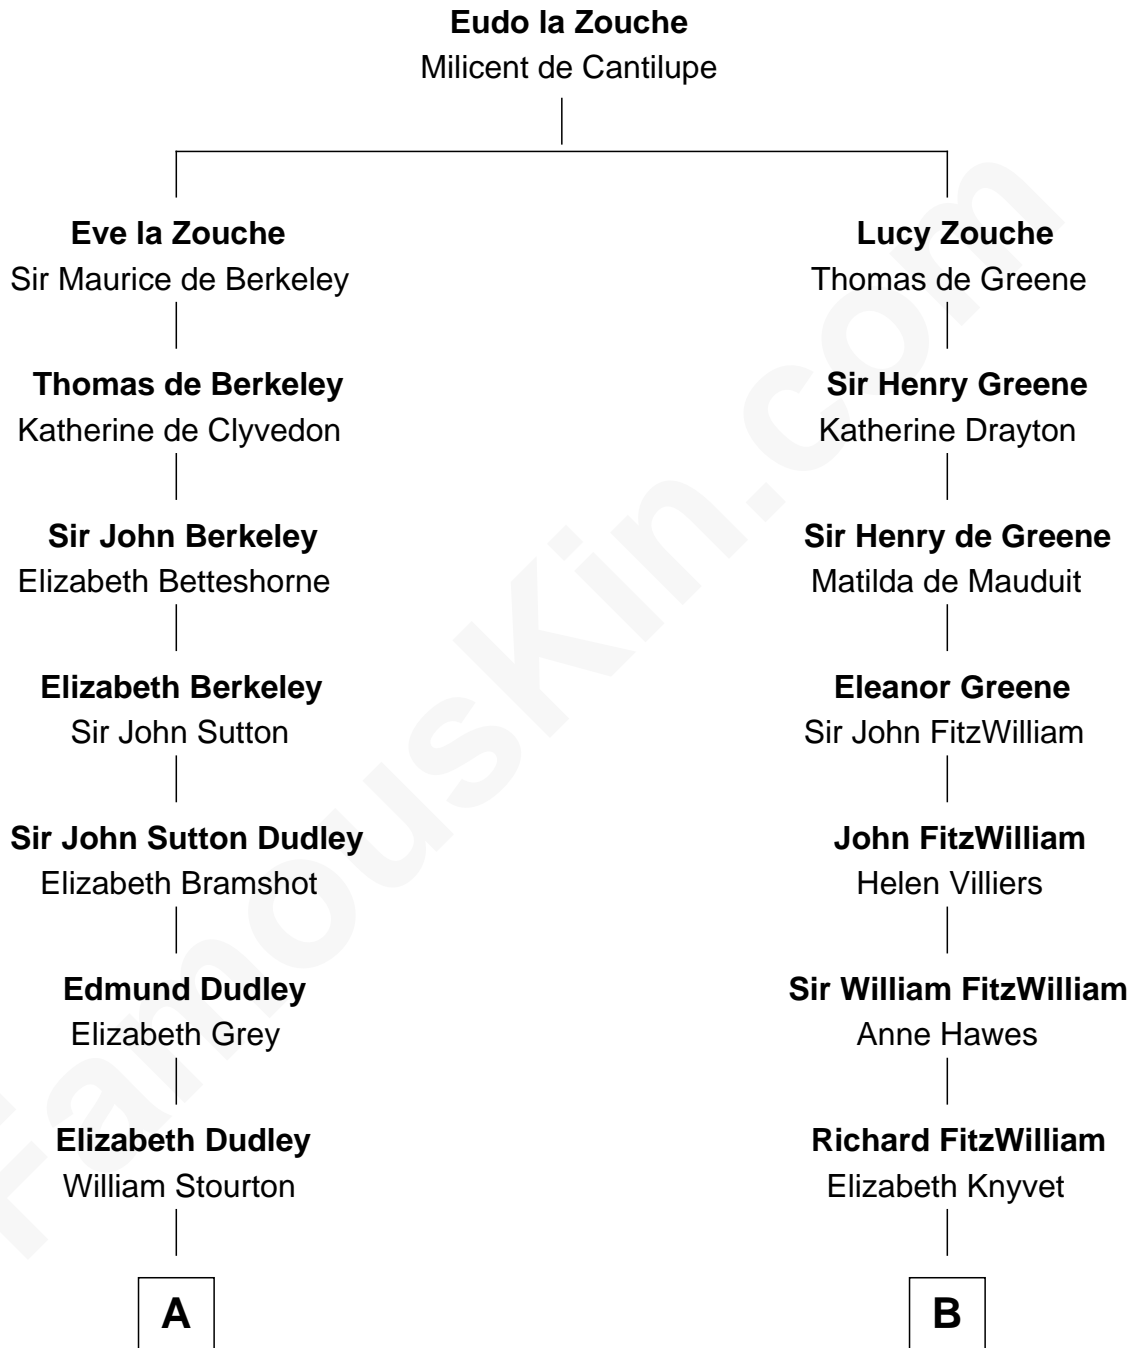 Eudo la Zouche
Milicent de Cantilupe
Eve la Zouche
Sir Maurice de Berkeley
Lucy Zouche
Thomas de Greene
Thomas de Berkeley
Katherine de Clyvedon
Sir Henry Greene
Katherine Drayton
Sir John Berkeley
Elizabeth Betteshorne
Sir Henry de Greene
Matilda de Mauduit
Elizabeth Berkeley
Sir John Sutton
Eleanor Greene
Sir John FitzWilliam
Sir John Sutton Dudley
Elizabeth Bramshot
John FitzWilliam
Helen Villiers
Edmund Dudley
Elizabeth Grey
Sir William FitzWilliam
Anne Hawes
Elizabeth Dudley
William Stourton
Richard FitzWilliam
Elizabeth Knyvet
A
B
FamousKin.com